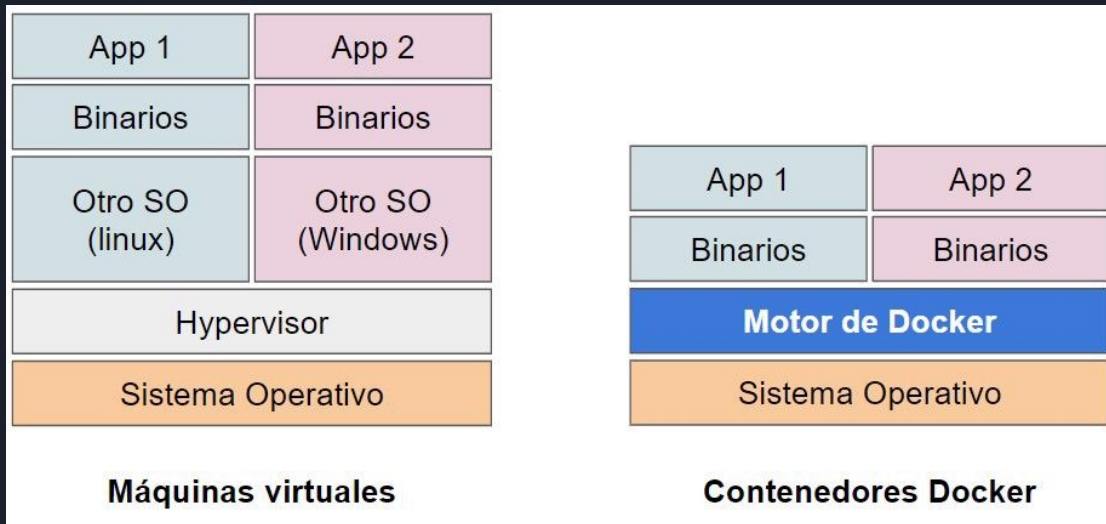 App 1
App 2
Binarios
Binarios
Otro SO
(linux)
Otro SO
(Windows)
Hypervisor
Sistema Operativo
Máquinas virtuales
App 1
App 2
Binarios
Binarios
Motor de Docker
Sistema Operativo
Contenedores Docker